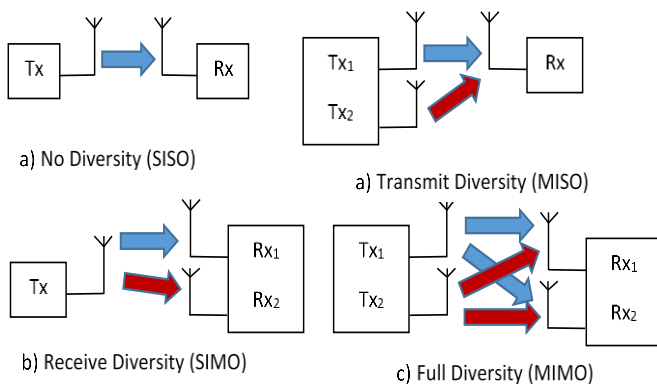 Tx
Rx
a) No Diversity (SISO)
Tx1
Tx2
Rx
a) Transmit Diversity (MISO)
Tx
Rx1
Rx2
b) Receive Diversity (SIMO)
Tx1
Tx2
Rx1
Rx2
c) Full Diversity (MIMO)